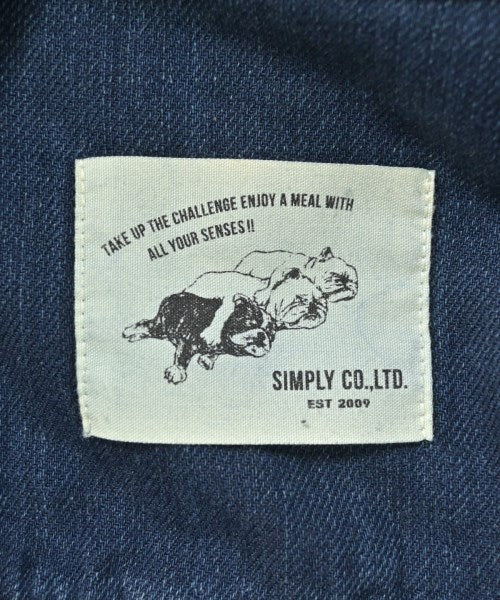 TAKE UP THE CHALLENGE ENJOY A MEAL WITH
ALL YOUR SENSES!!
SIMPLY CO.,LTD.
EST 2009